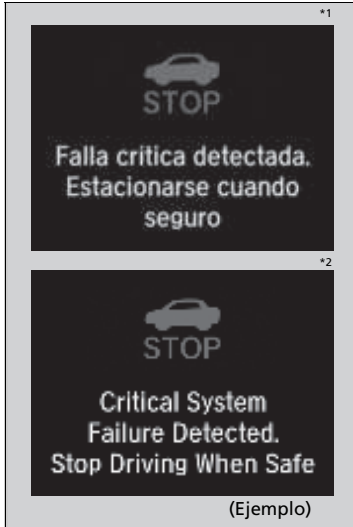 *1
STOP
Falla critica detectada.
Estacionarse cuando
seguro
*2
STOP
Critical System
Failure Detected.
Stop Driving When Safe
(Ejemplo)